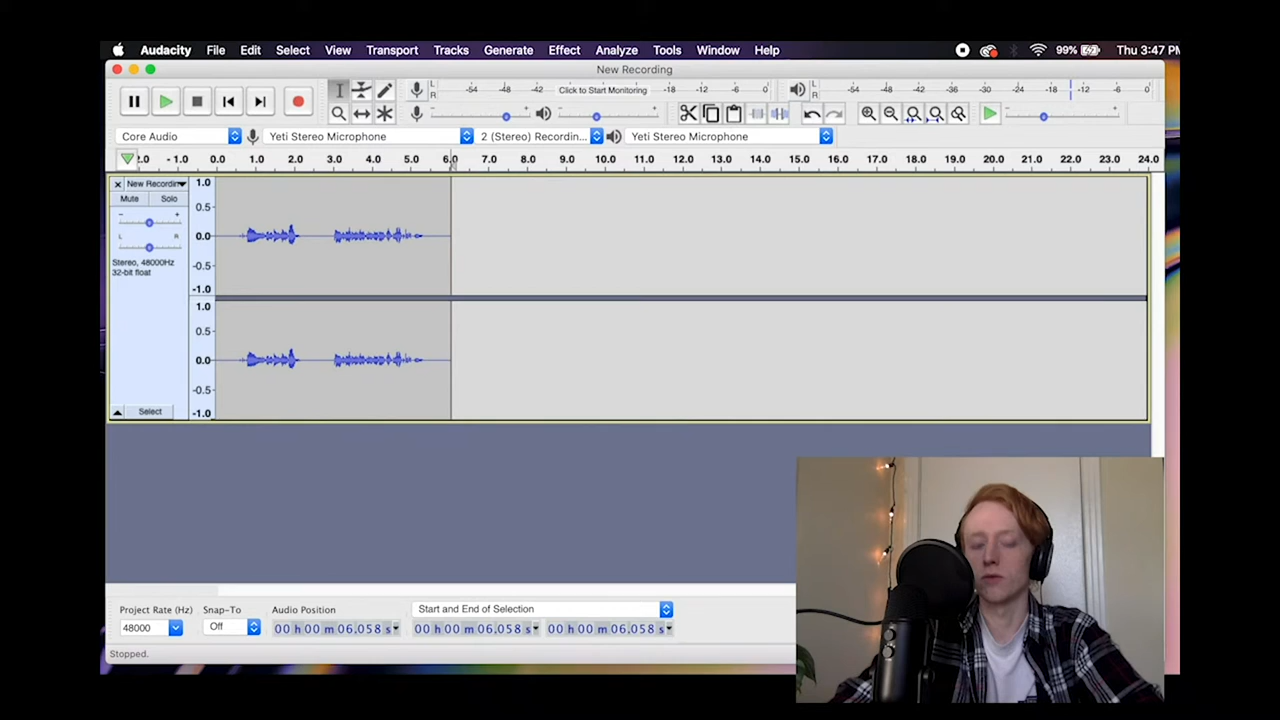 Audacity File Edit Select View Transport Tracks Generate Effect Analyze Tools Window Help 99% Thu 3:47 PM
New Recording
L R -54 -48 -42 Click to Start Monitoring -18 -12 -6 0 L R -54 -48 -42 -36 -30 -24 -18 -12 -6 0
- + - + - +
Core Audio Yeti Stereo Microphone 2 (Stereo) Recordin... Yeti Stereo Microphone
2.0 - 1.0 0.0 1.0 2.0 3.0 4.0 5.0 6.0 7.0 8.0 9.0 10.0 11.0 12.0 13.0 14.0 15.0 16.0 17.0 18.0 19.0 20.0 21.0 22.0 23.0 24.0
× New Recordin 1.0
Mute Solo
- + 0.5
L R 0.0
Stereo, 48000Hz -0.5
32-bit float
-1.0
1.0
0.5
0.0
-0.5
Select -1.0
Project Rate (Hz) Snap-To Audio Position Start and End of Selection
48000 Off 00 h 00 m 06,058 s 00 h 00 m 06,058 s 00 h 00 m 06,058 s
Stopped.